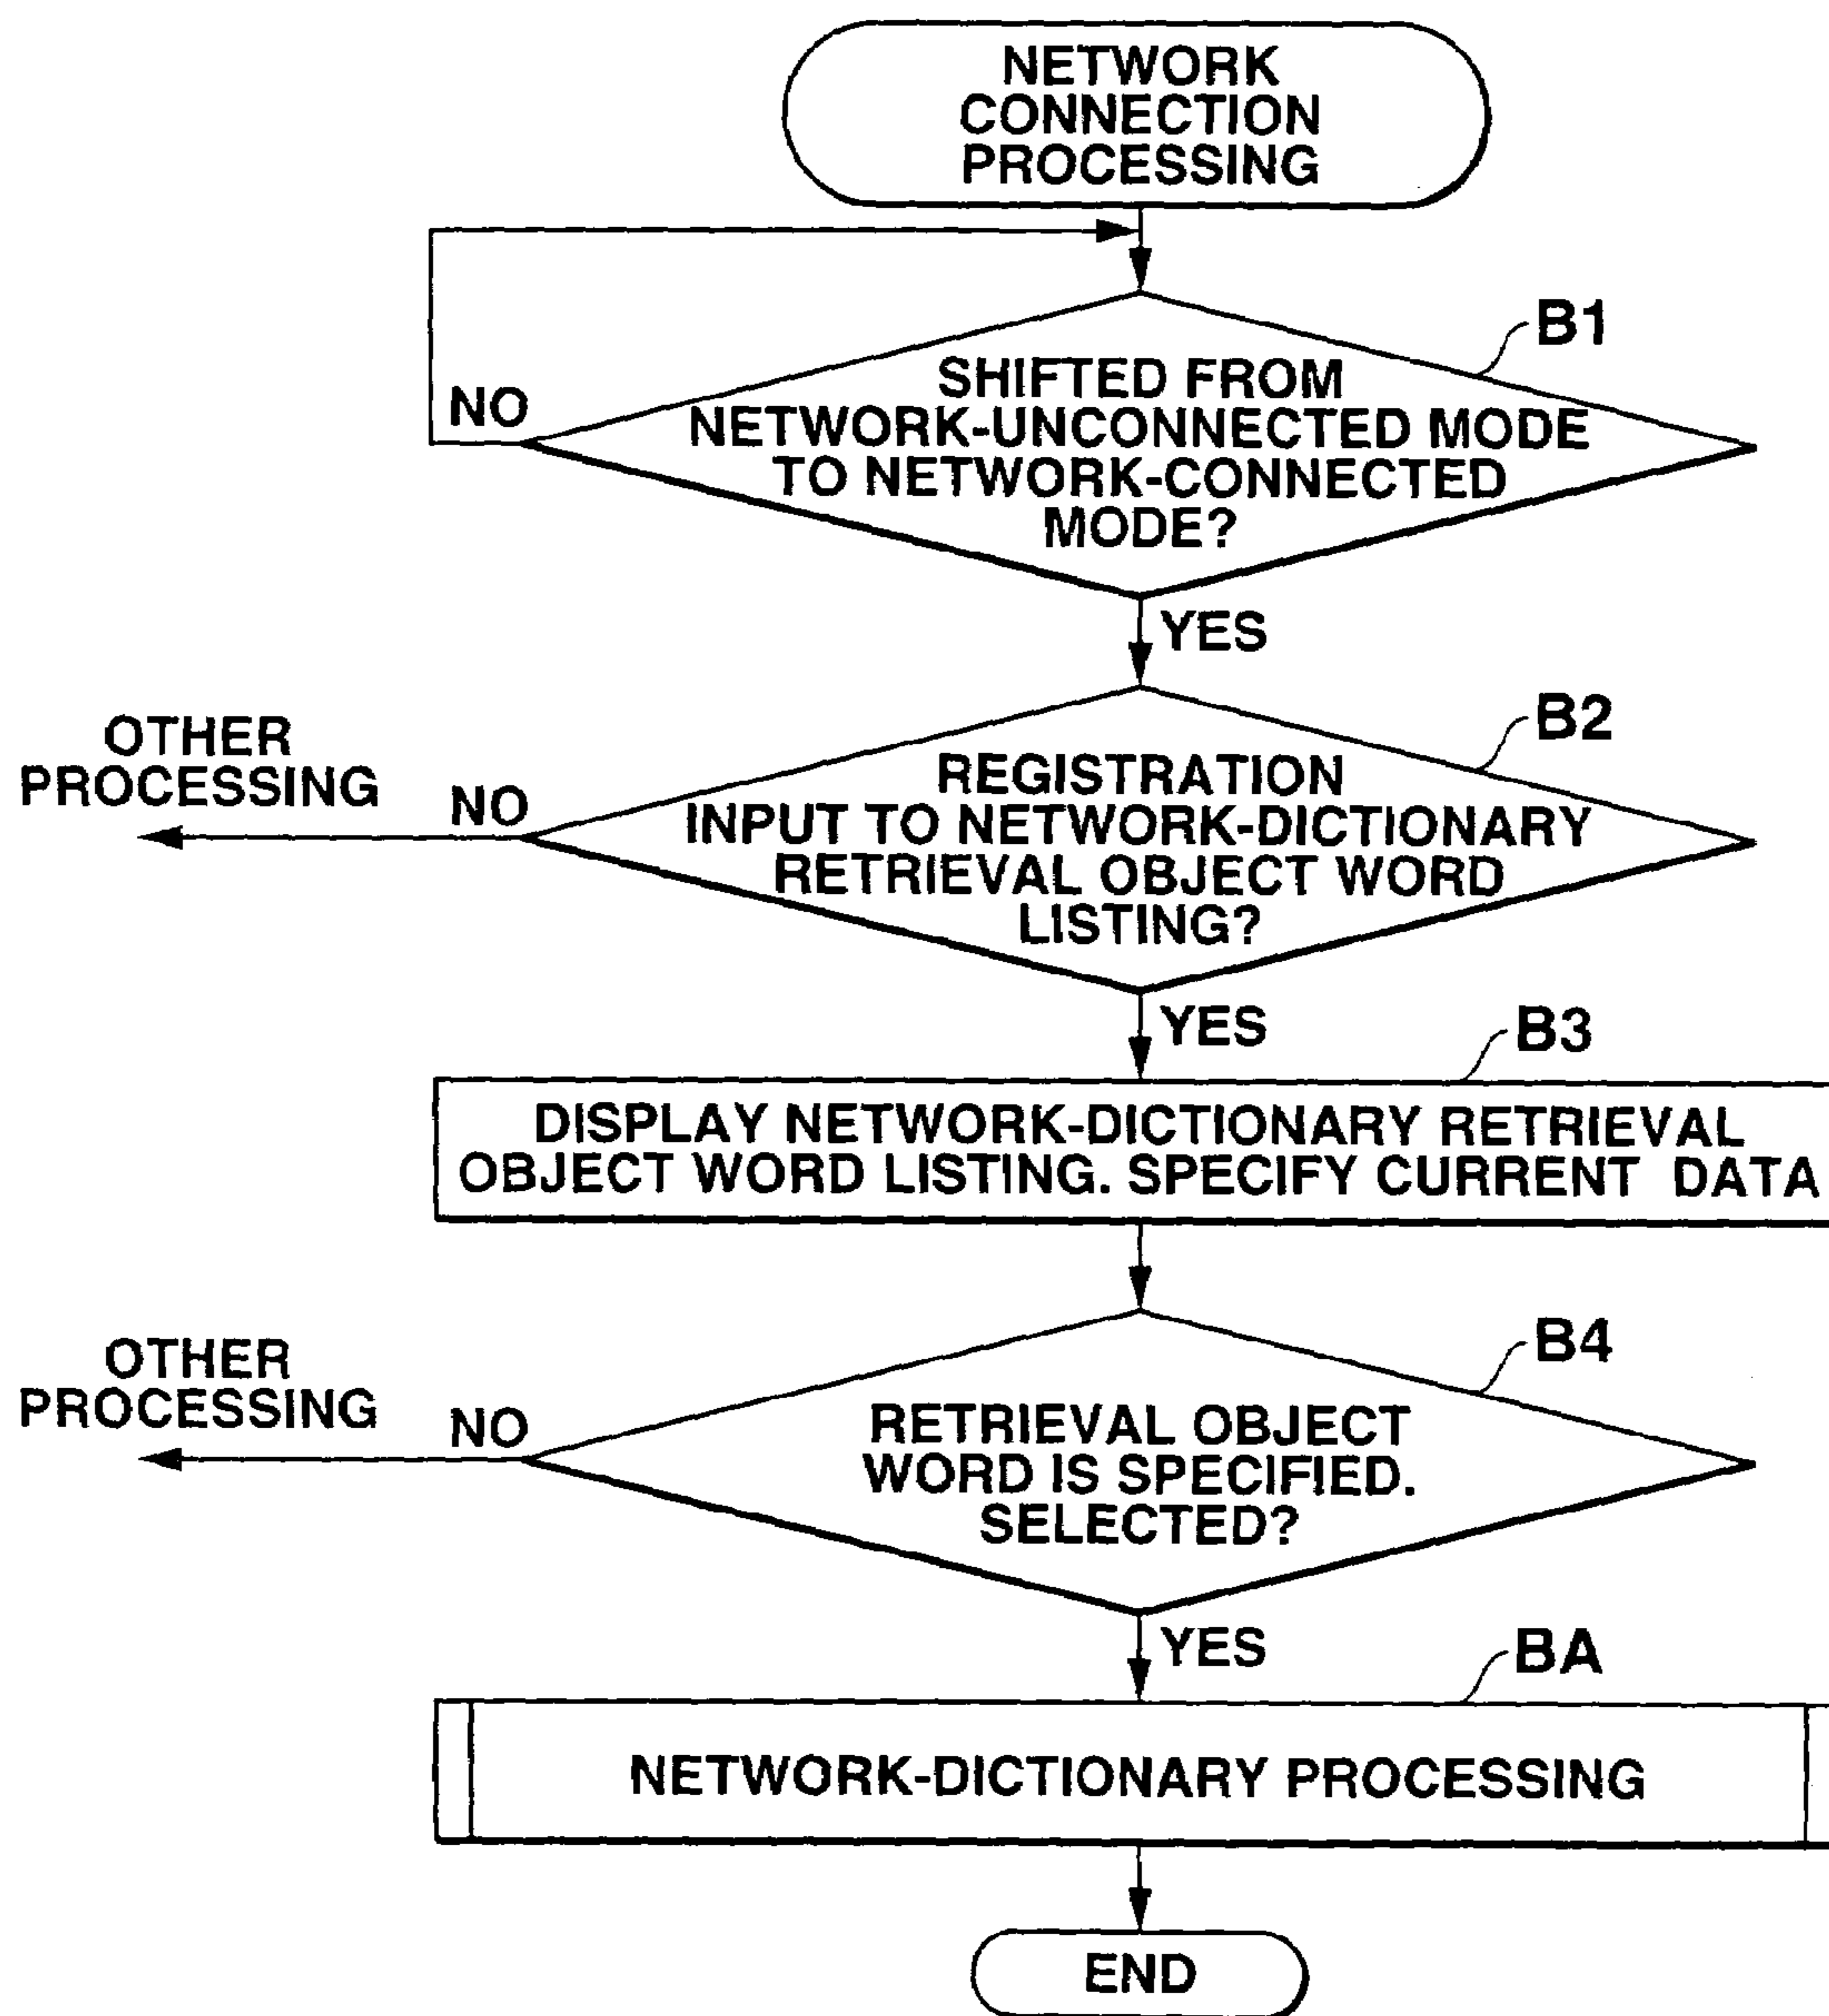 NETWORK
CONNECTION
PROCESSING
B1
NO
SHIFTED FROM
NETWORK-UNCONNECTED MODE
TO NETWORK-CONNECTED
MODE?
YES
B2
OTHER
PROCESSING
NO
REGISTRATION
INPUT TO NETWORK-DICTIONARY
RETRIEVAL OBJECT WORD
LISTING?
YES
B3
DISPLAY NETWORK-DICTIONARY RETRIEVAL
OBJECT WORD LISTING. SPECIFY CURRENT DATA
B4
OTHER
PROCESSING
NO
RETRIEVAL OBJECT
WORD IS SPECIFIED.
SELECTED?
YES
BA
NETWORK-DICTIONARY PROCESSING
END